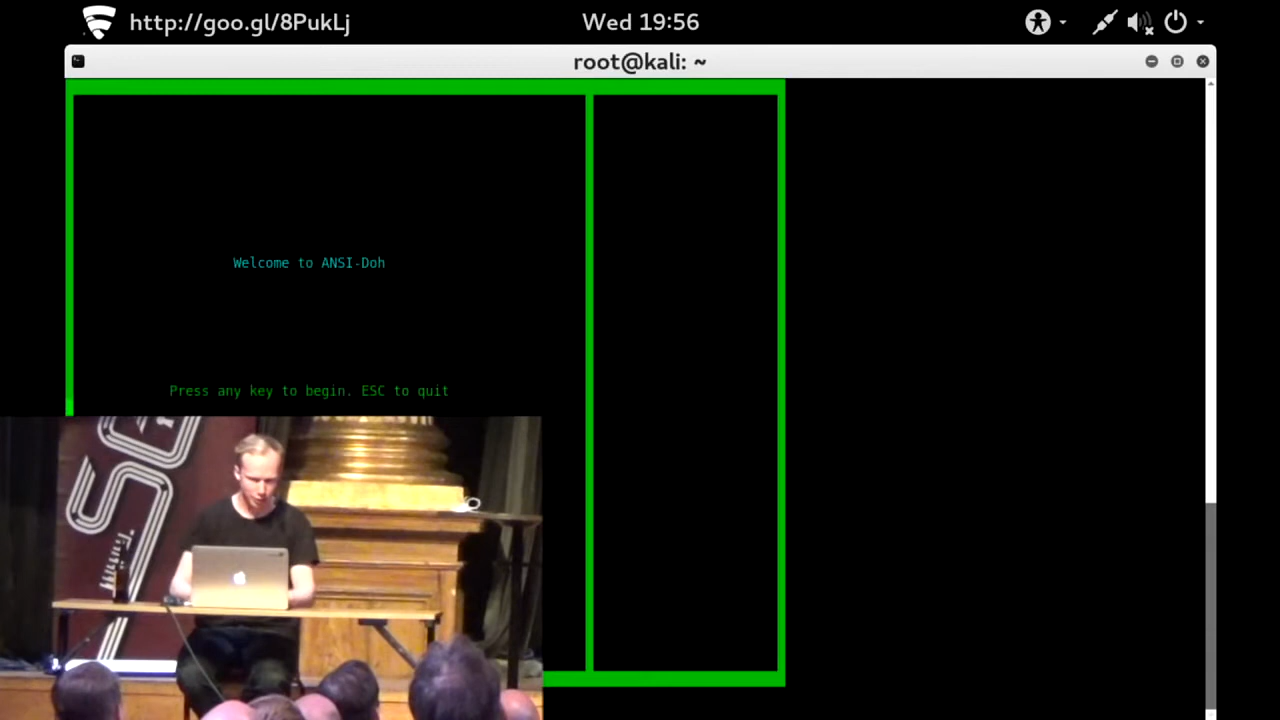 http://goo.gl/8PukLj
Wed 19:56
root@kali: ~
Welcome to ANSI-Doh
Press any key to begin. ESC to quit